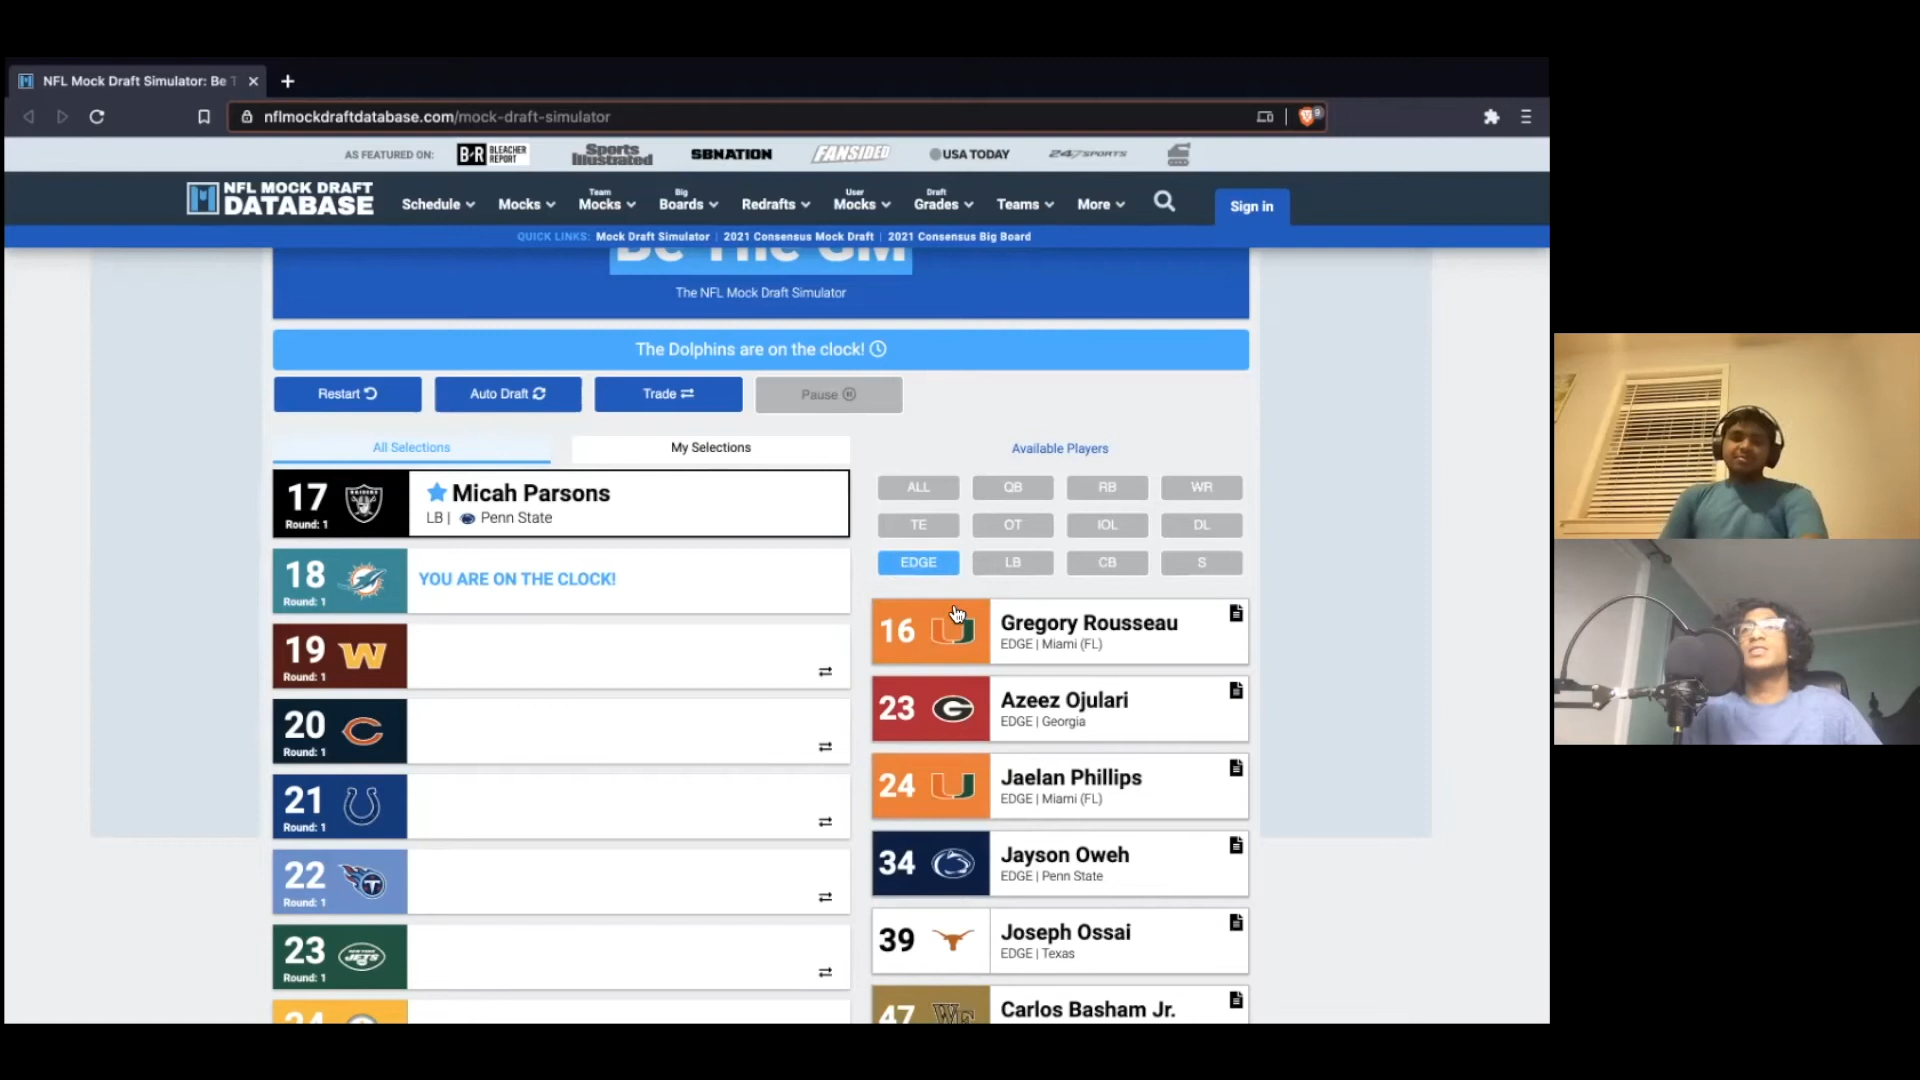 NFL Mock Draft Simulator: Be T
nflmockdraftdatabase.com/mock-draft-simulator
AS FEATURED ON:
B/R BLEACHER REPORT
Sports Illustrated
SBNATION
FANSIDED
USA TODAY
247SPORTS
NFL MOCK DRAFT
DATABASE
Schedule
Mocks
Team
Mocks
Big
Boards
Redrafts
User
Mocks
Draft
Grades
Teams
More
Sign in
QUICK LINKS: Mock Draft Simulator | 2021 Consensus Mock Draft | 2021 Consensus Big Board
Be The GM
The NFL Mock Draft Simulator
The Dolphins are on the clock!
Restart
Auto Draft
Trade
Pause
All Selections
My Selections
17
Round: 1
RAIDERS
Micah Parsons
LB | Penn State
18
Round: 1
YOU ARE ON THE CLOCK!
19
Round: 1
W
20
Round: 1
C
21
Round: 1
22
Round: 1
T
23
Round: 1
JETS
24
Available Players
ALL
QB
RB
WR
TE
OT
IOL
DL
EDGE
LB
CB
S
16
U
Gregory Rousseau
EDGE | Miami (FL)
23
G
Azeez Ojulari
EDGE | Georgia
24
U
Jaelan Phillips
EDGE | Miami (FL)
34
Jayson Oweh
EDGE | Penn State
39
Joseph Ossai
EDGE | Texas
47
WF
Carlos Basham Jr.